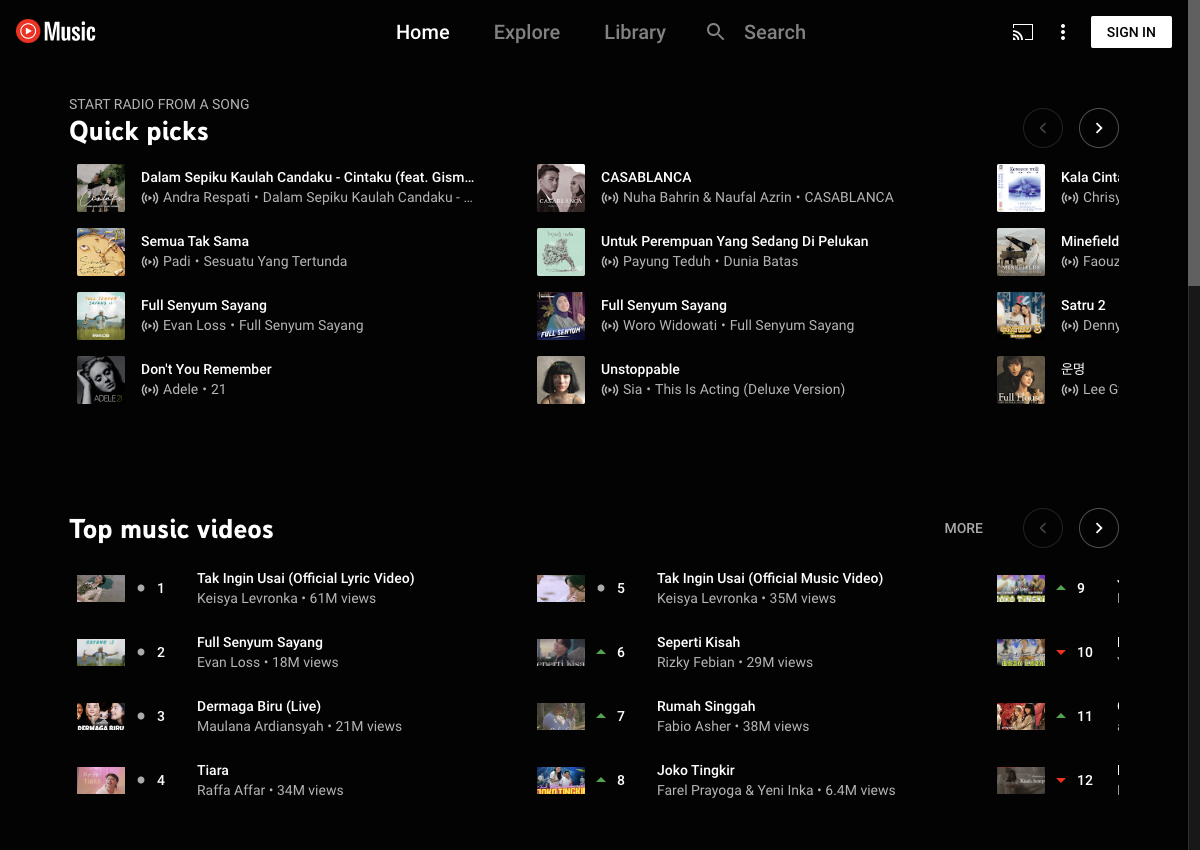 Music
Home
Explore
Library
Search
SIGN IN
START RADIO FROM A SONG
Quick picks
Dalam Sepiku Kaulah Candaku - Cintaku (feat. Gism...
Andra Respati • Dalam Sepiku Kaulah Candaku - ...
Semua Tak Sama
Padi • Sesuatu Yang Tertunda
Full Senyum Sayang
Evan Loss • Full Senyum Sayang
Don't You Remember
Adele • 21
CASABLANCA
Nuha Bahrin & Naufal Azrin • CASABLANCA
Untuk Perempuan Yang Sedang Di Pelukan
Payung Teduh • Dunia Batas
Full Senyum Sayang
Woro Widowati • Full Senyum Sayang
Unstoppable
Sia • This Is Acting (Deluxe Version)
Kala Cinta
Chrisy
Minefield
Faouz
Satru 2
Denny
운명
Lee G
Top music videos
MORE
1
Tak Ingin Usai (Official Lyric Video)
Keisya Levronka • 61M views
2
Full Senyum Sayang
Evan Loss • 18M views
3
Dermaga Biru (Live)
Maulana Ardiansyah • 21M views
4
Tiara
Raffa Affar • 34M views
5
Tak Ingin Usai (Official Music Video)
Keisya Levronka • 35M views
6
Seperti Kisah
Rizky Febian • 29M views
7
Rumah Singgah
Fabio Asher • 38M views
8
Joko Tingkir
Farel Prayoga & Yeni Inka • 6.4M views
9
10
11
12